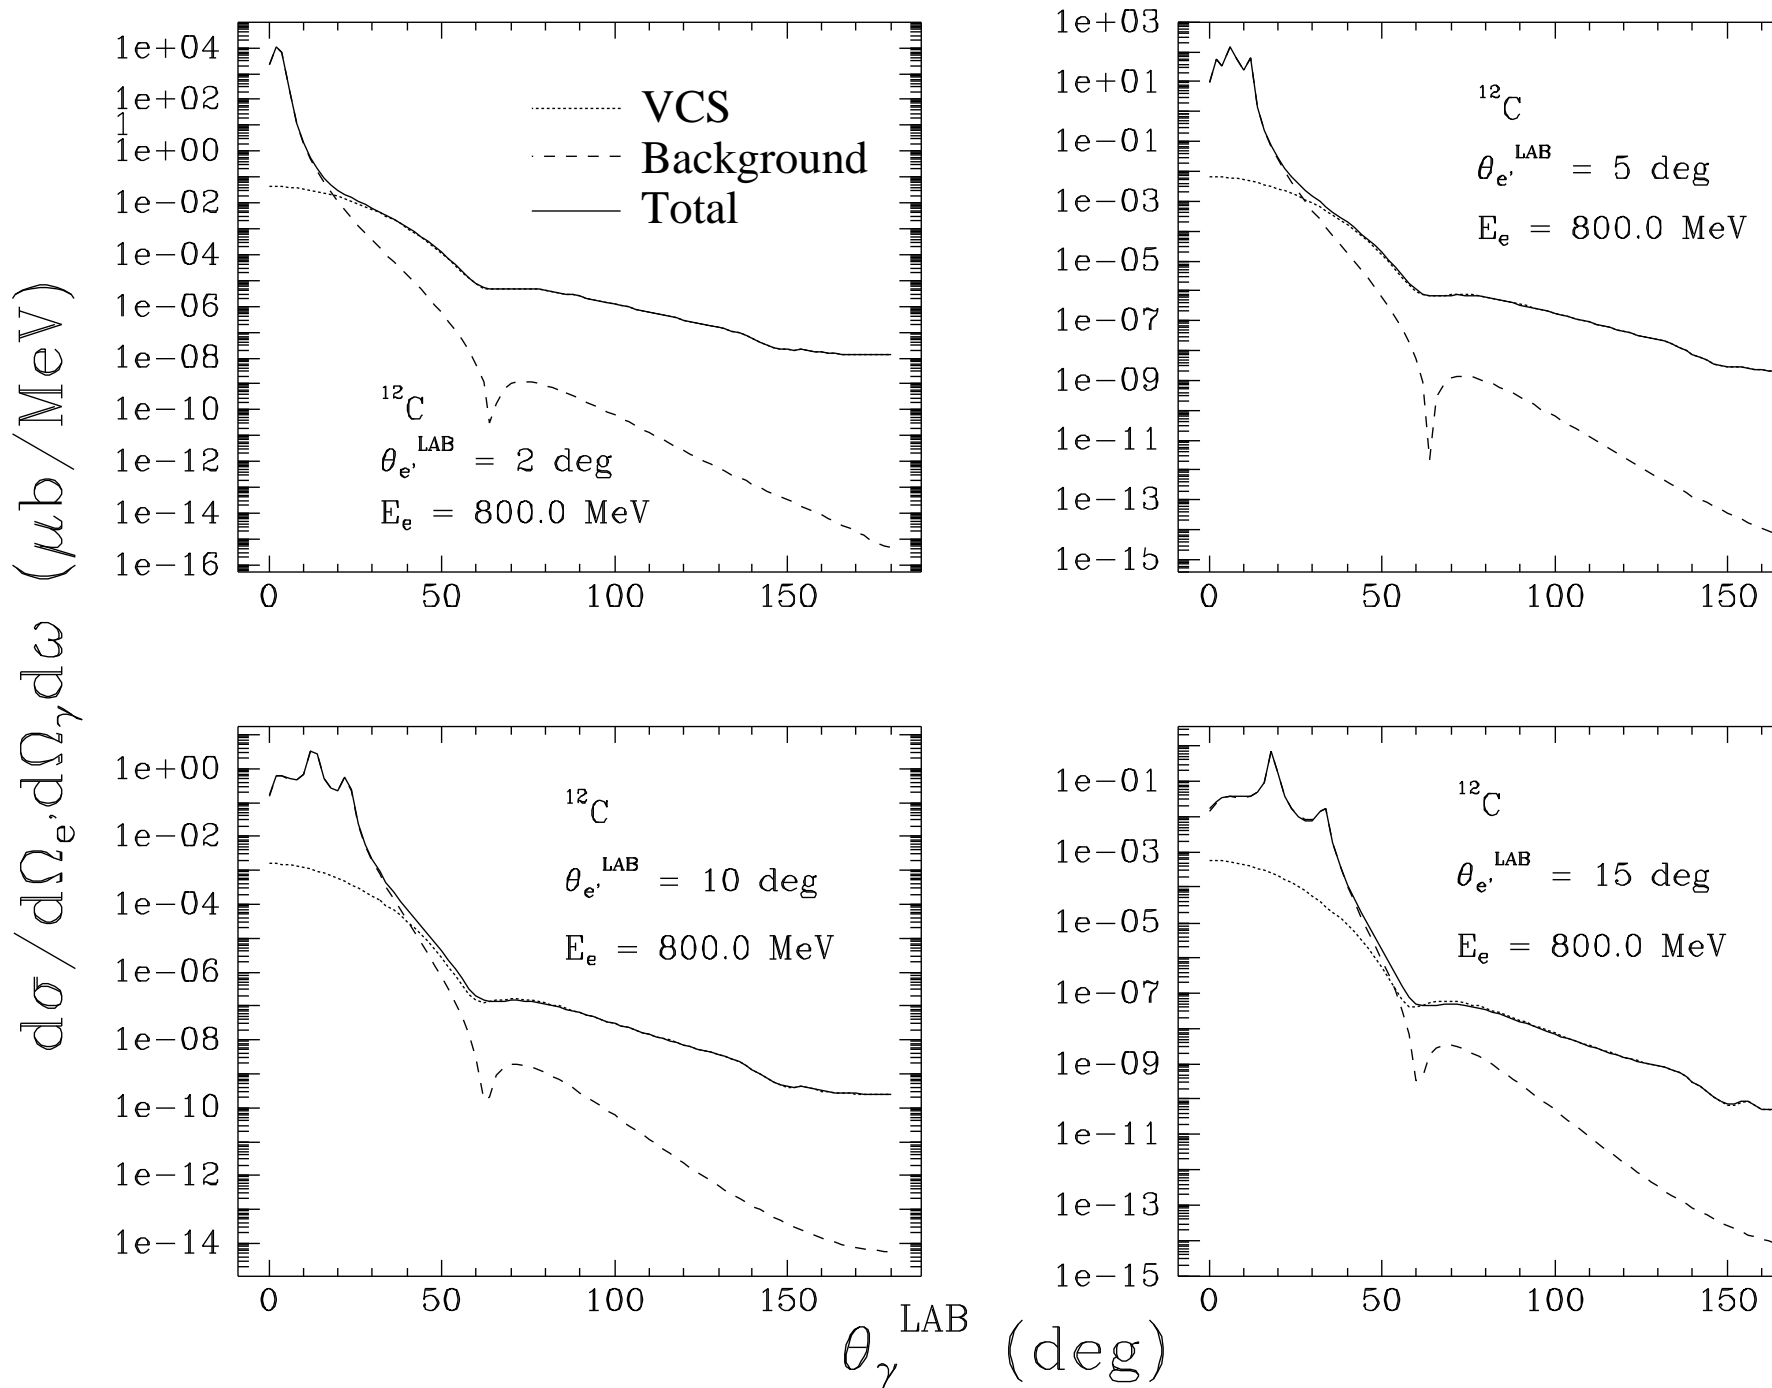 dσ/dΩe'dΩγdω (μb/MeV)
1e+04
1e+02
1
1e+00
1e−02
1e−04
1e−06
1e−08
1e−10
1e−12
1e−14
1e−16
VCS
Background
Total
12C
θe'LAB = 2 deg
Ee = 800.0 MeV
0 50 100 150
1e+03
1e+01
1e−01
1e−03
1e−05
1e−07
1e−09
1e−11
1e−13
1e−15
12C
θe'LAB = 5 deg
Ee = 800.0 MeV
0 50 100 150
1e+00
1e−02
1e−04
1e−06
1e−08
1e−10
1e−12
1e−14
12C
θe'LAB = 10 deg
Ee = 800.0 MeV
0 50 100 150
1e−01
1e−03
1e−05
1e−07
1e−09
1e−11
1e−13
1e−15
12C
θe'LAB = 15 deg
Ee = 800.0 MeV
0 50 100 150
θγLAB (deg)